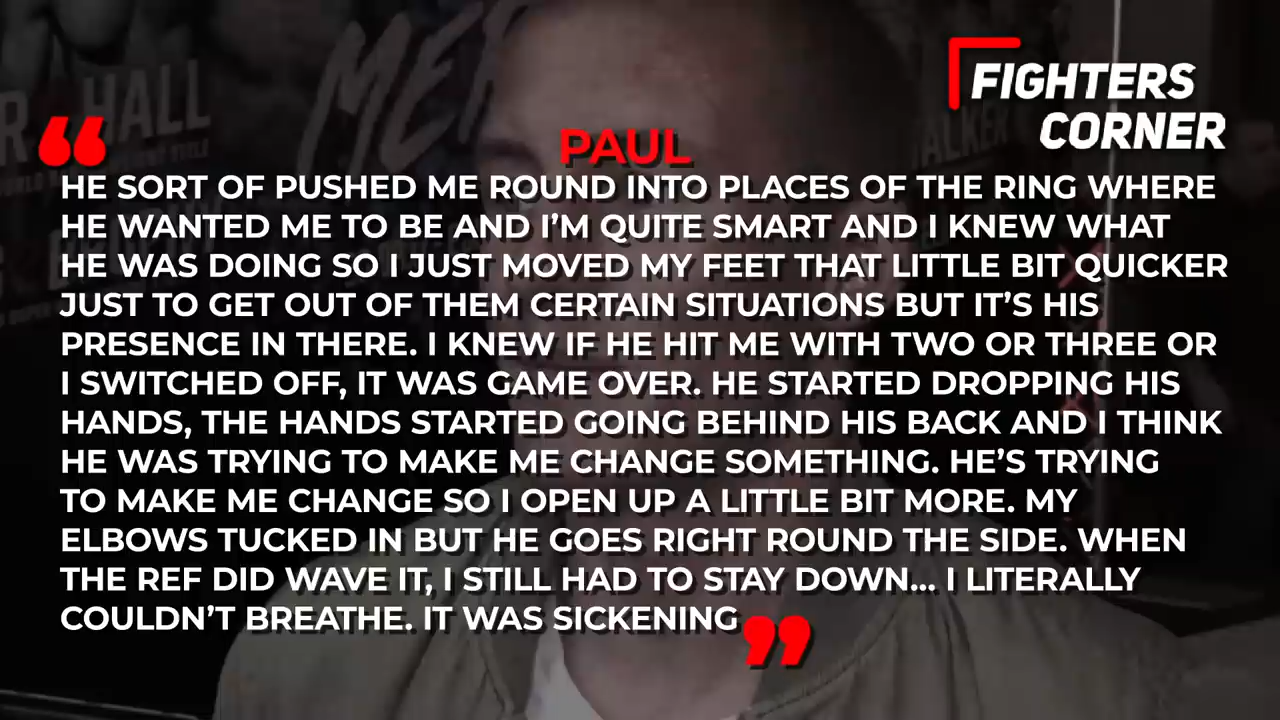 FIGHTERS
CORNER
HALL
“
PAUL
HE SORT OF PUSHED ME ROUND INTO PLACES OF THE RING WHERE
HE WANTED ME TO BE AND I’M QUITE SMART AND I KNEW WHAT
HE WAS DOING SO I JUST MOVED MY FEET THAT LITTLE BIT QUICKER
JUST TO GET OUT OF THEM CERTAIN SITUATIONS BUT IT’S HIS
PRESENCE IN THERE. I KNEW IF HE HIT ME WITH TWO OR THREE OR
I SWITCHED OFF, IT WAS GAME OVER. HE STARTED DROPPING HIS
HANDS, THE HANDS STARTED GOING BEHIND HIS BACK AND I THINK
HE WAS TRYING TO MAKE ME CHANGE SOMETHING. HE’S TRYING
TO MAKE ME CHANGE SO I OPEN UP A LITTLE BIT MORE. MY
ELBOWS TUCKED IN BUT HE GOES RIGHT ROUND THE SIDE. WHEN
THE REF DID WAVE IT, I STILL HAD TO STAY DOWN... I LITERALLY
COULDN’T BREATHE. IT WAS SICKENING
”